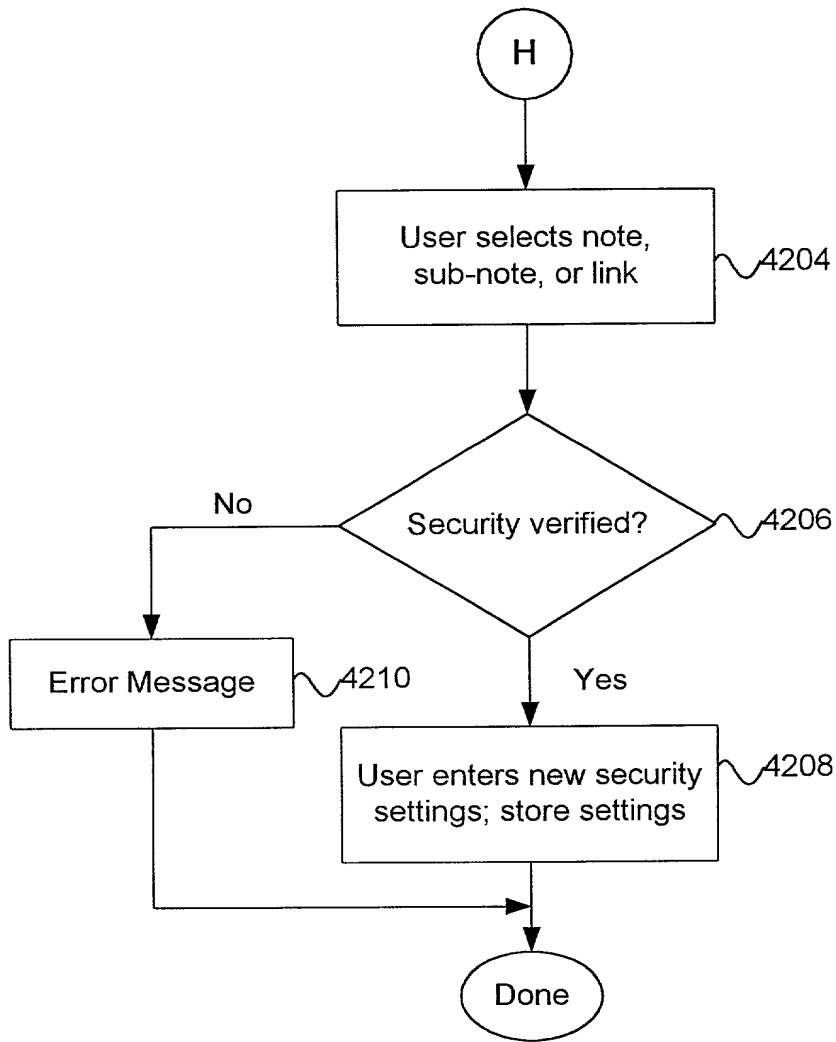 H
User selects note,
sub-note, or link
4204
Security verified?
4206
No
Yes
Error Message
4210
User enters new security
settings; store settings
4208
Done